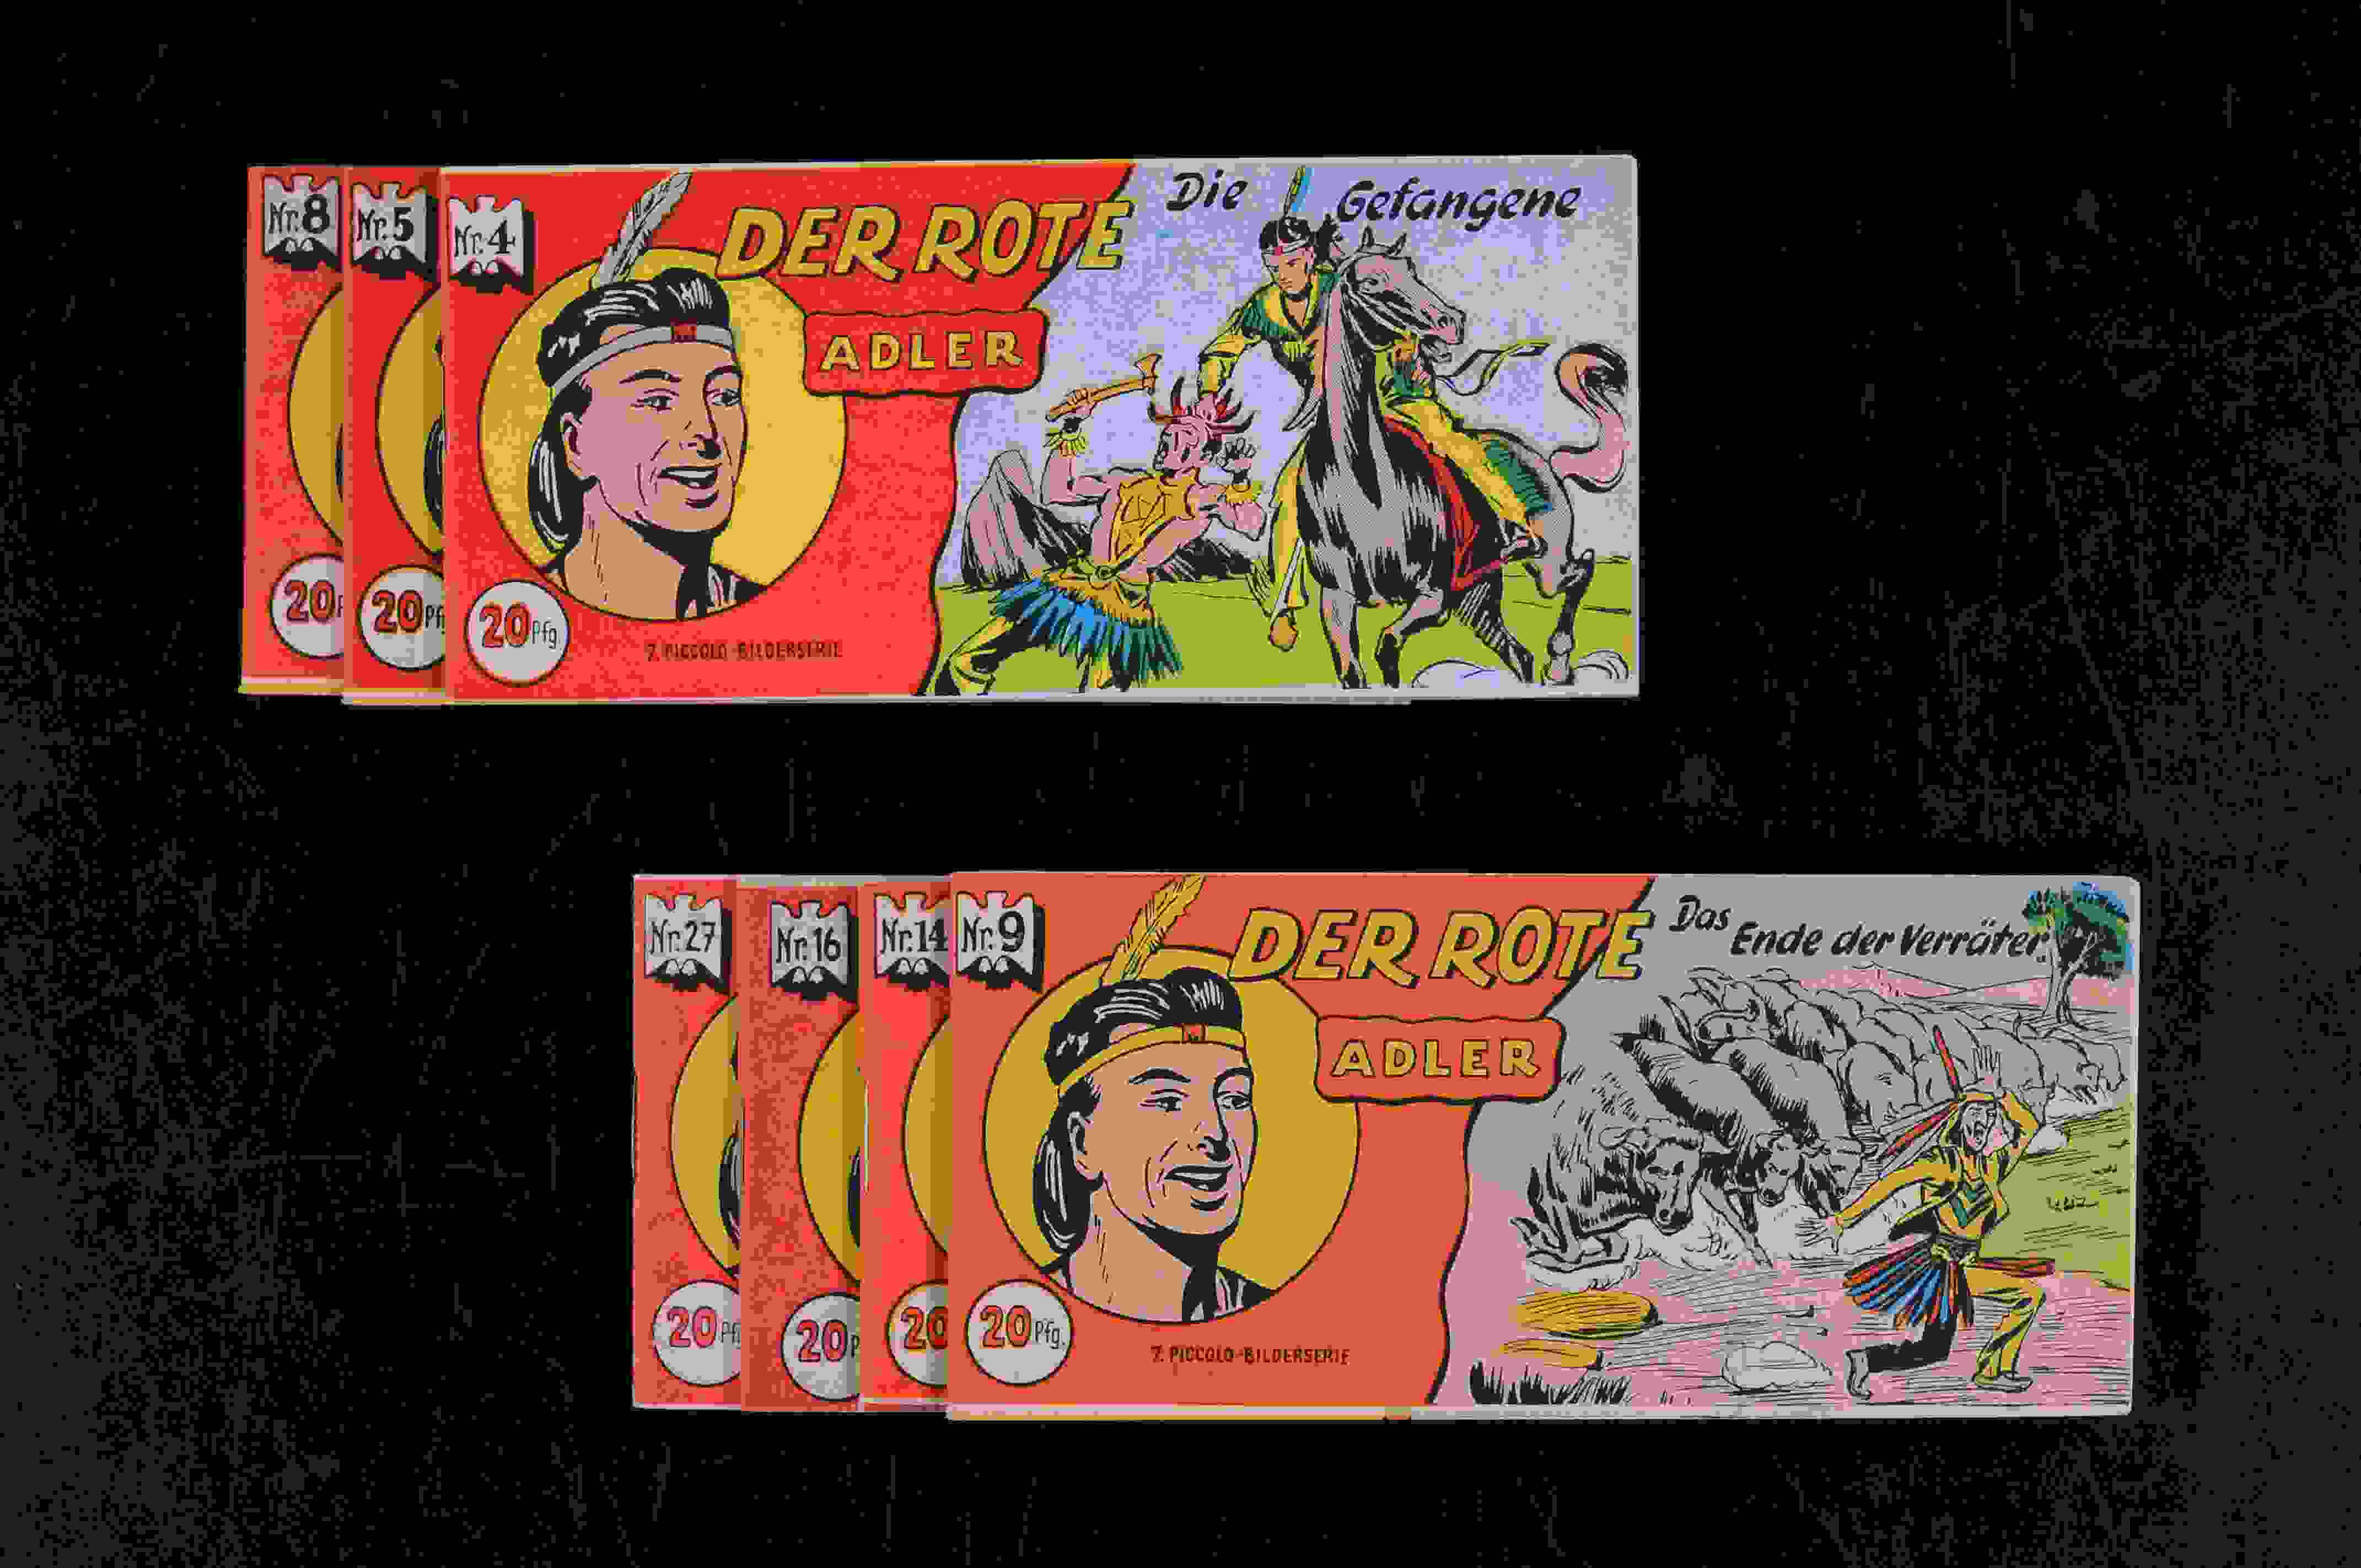 Nr. 8
Nr. 5
Nr. 4
DER ROTE
ADLER
Die Gefangene
20
20 Pf
20 Pfg.
7. PICCOLO-BILDERSERIE
Nr. 27
Nr. 16
Nr. 14
Nr. 9
DER ROTE
ADLER
Das
Ende der Verräter.
20 Pf
20 P
20
20 Pfg.
7. PICCOLO-BILDERSERIE